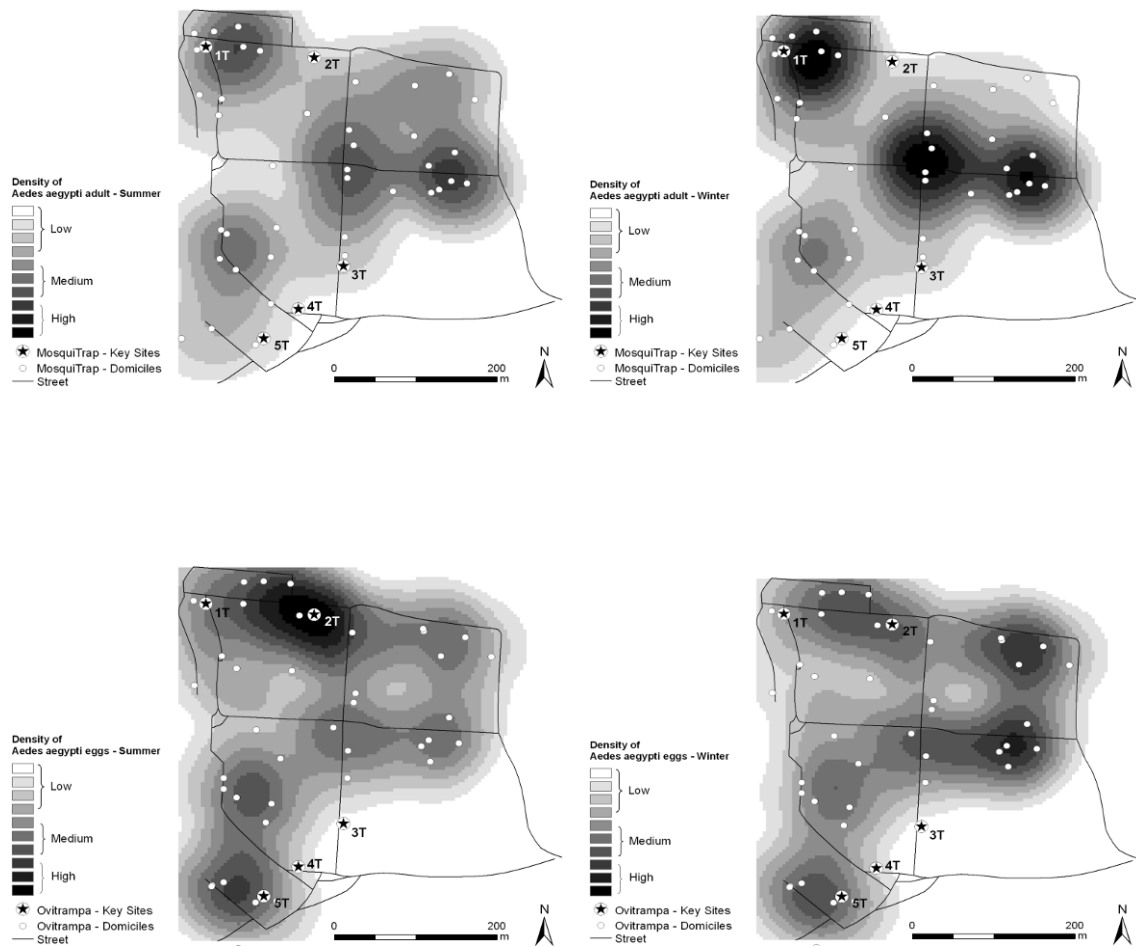 1T
2T
3T
4T
5T
Density of
Aedes aegypti adult - Summer
Low
Medium
High
MosquiTrap - Key Sites
MosquiTrap - Domiciles
Street
0 200
m
N
1T
2T
3T
4T
5T
Density of
Aedes aegypti adult - Winter
Low
Medium
High
MosquiTrap - Key Sites
MosquiTrap - Domiciles
Street
0 200
m
N
1T
2T
3T
4T
5T
Density of
Aedes aegypti eggs - Summer
Low
Medium
High
Ovitrampa - Key Sites
Ovitrampa - Domiciles
Street
0 200
m
N
1T
2T
3T
4T
5T
Density of
Aedes aegypti eggs - Winter
Low
Medium
High
Ovitrampa - Key Sites
Ovitrampa - Domiciles
Street
0 200
m
N